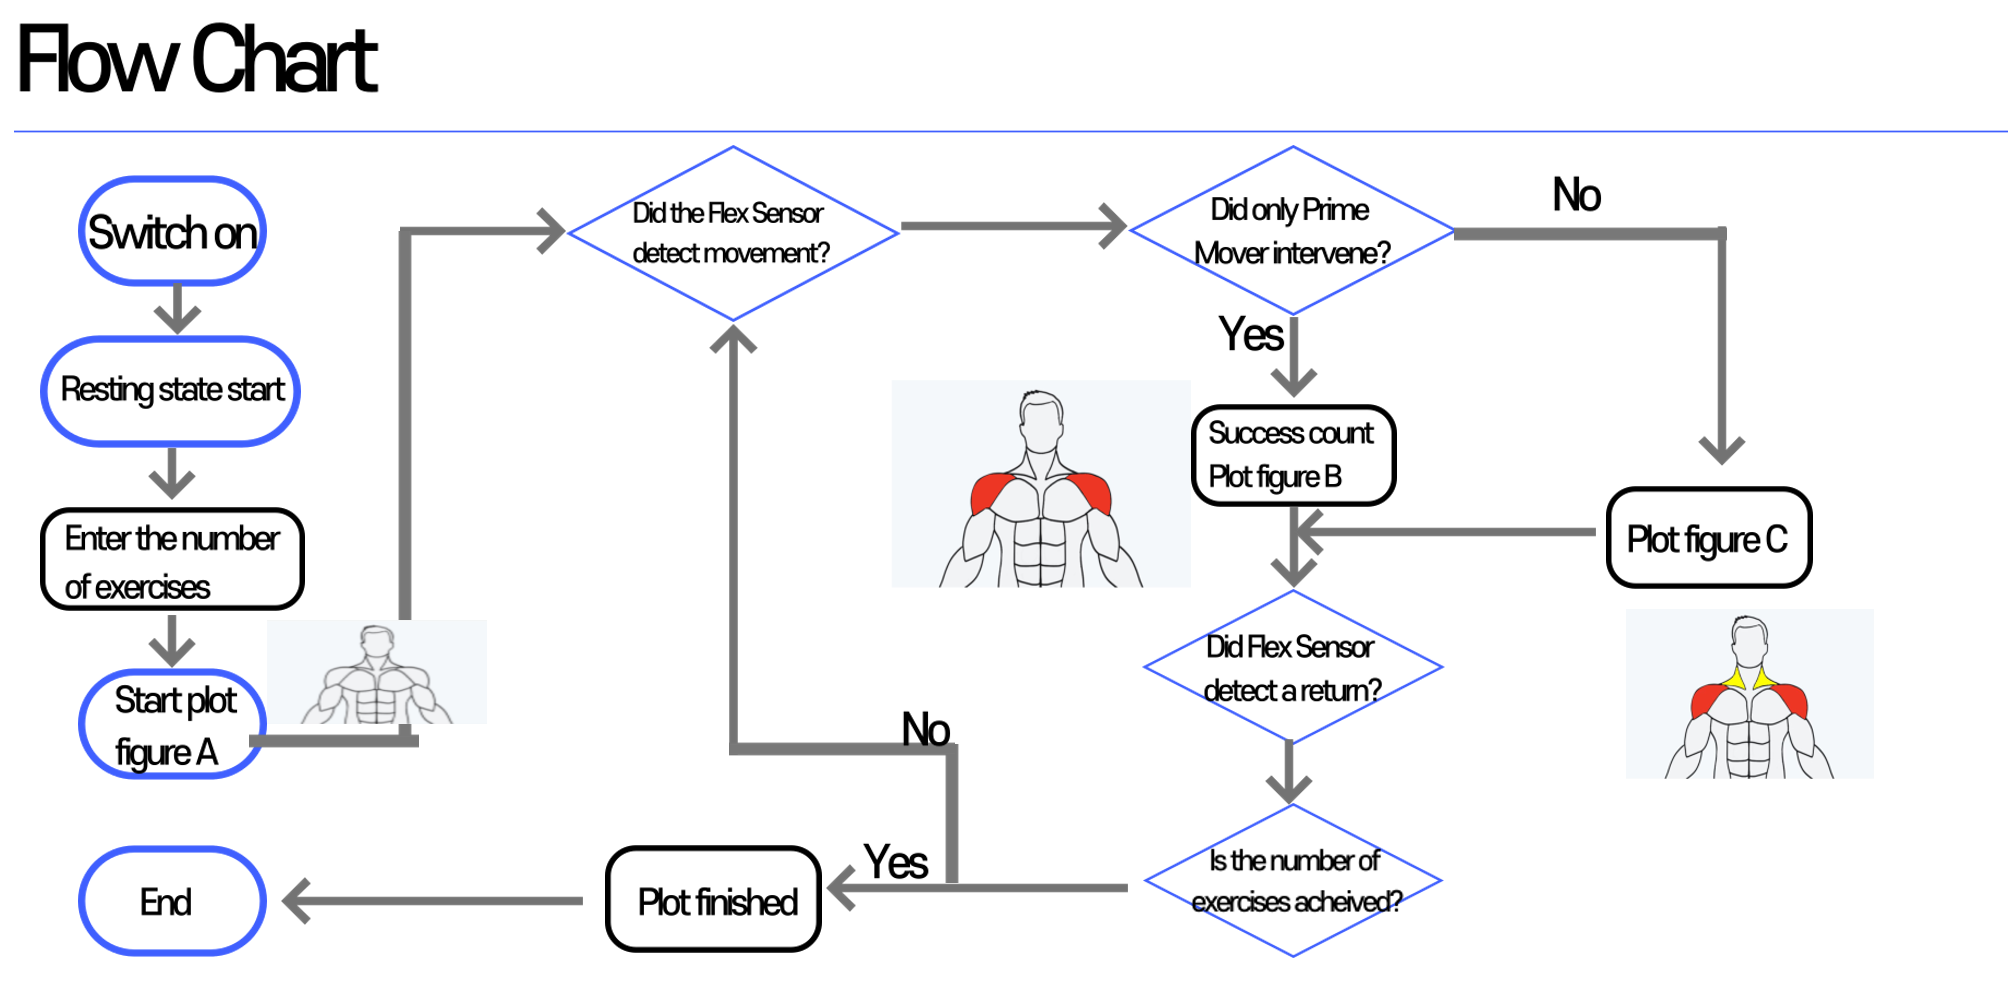 Flow Chart
Switch on
Resting state start
Enter the number
of exercises
Start plot
figure A
Did the Flex Sensor
detect movement?
Did only Prime
Mover intervene?
No
Yes
Success count
Plot figure B
Plot figure C
Did Flex Sensor
detect a return?
Is the number of
exercises acheived?
No
Yes
Plot finished
End